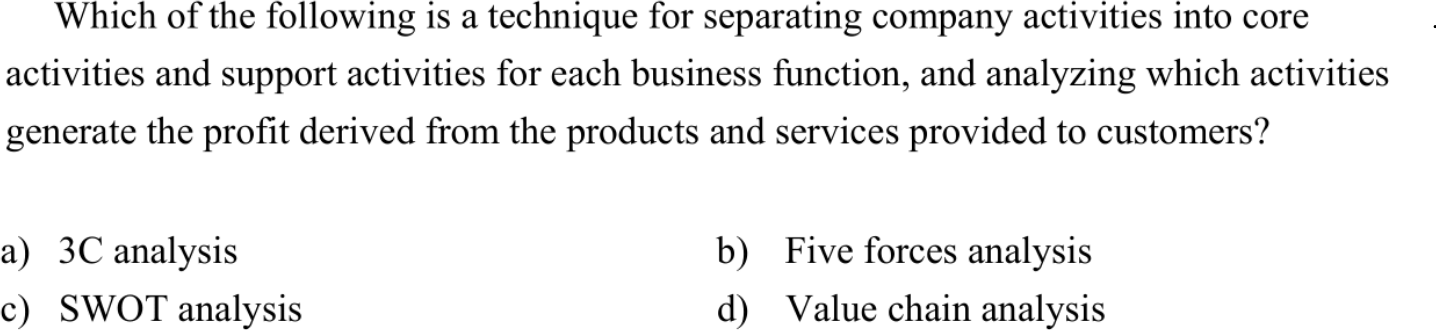 Which of the following is a technique for separating company activities into core
activities and support activities for each business function, and analyzing which activities
generate the profit derived from the products and services provided to customers?
a) 3C analysis b) Five forces analysis
c) SWOT analysis d) Value chain analysis